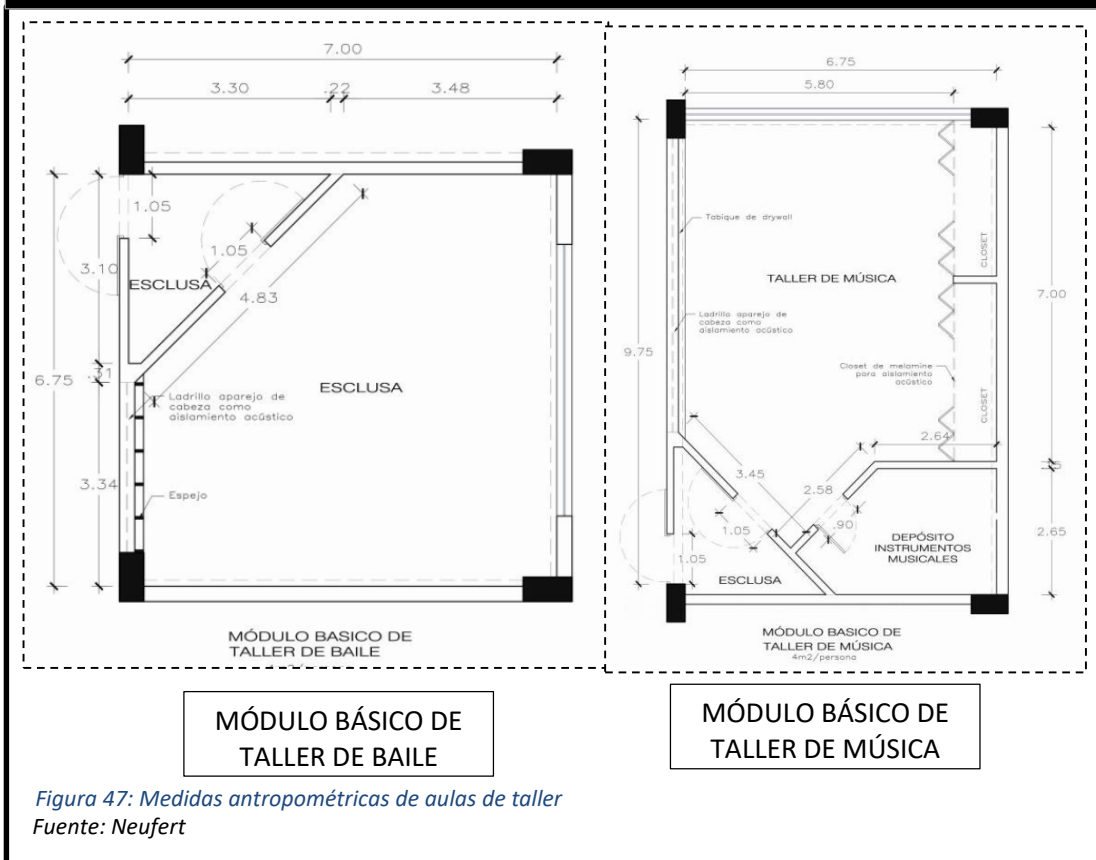 7.00
3.30 .22 3.48
1.05
1.05
3.10
ESCLUSA
4.83
6.75 .31
ESCLUSA
Ladrillo aparejo de
cabeza como
aislamiento acústico
3.34
Espejo
MÓDULO BASICO DE
TALLER DE BAILE
6.75
5.80
Tabique de drywall
CLOSET
TALLER DE MÚSICA
7.00
Ladrillo aparejo de
cabeza como
aislamiento acústico
9.75
Closet de melamine
para aislamiento
acústico
CLOSET
2.64
3.45
2.58
1.05
.90
2.65
1.05
DEPÓSITO
INSTRUMENTOS
MUSICALES
ESCLUSA
MÓDULO BASICO DE
TALLER DE MÚSICA
4m2/persona
MÓDULO BÁSICO DE
TALLER DE BAILE
MÓDULO BÁSICO DE
TALLER DE MÚSICA
Figura 47: Medidas antropométricas de aulas de taller
Fuente: Neufert